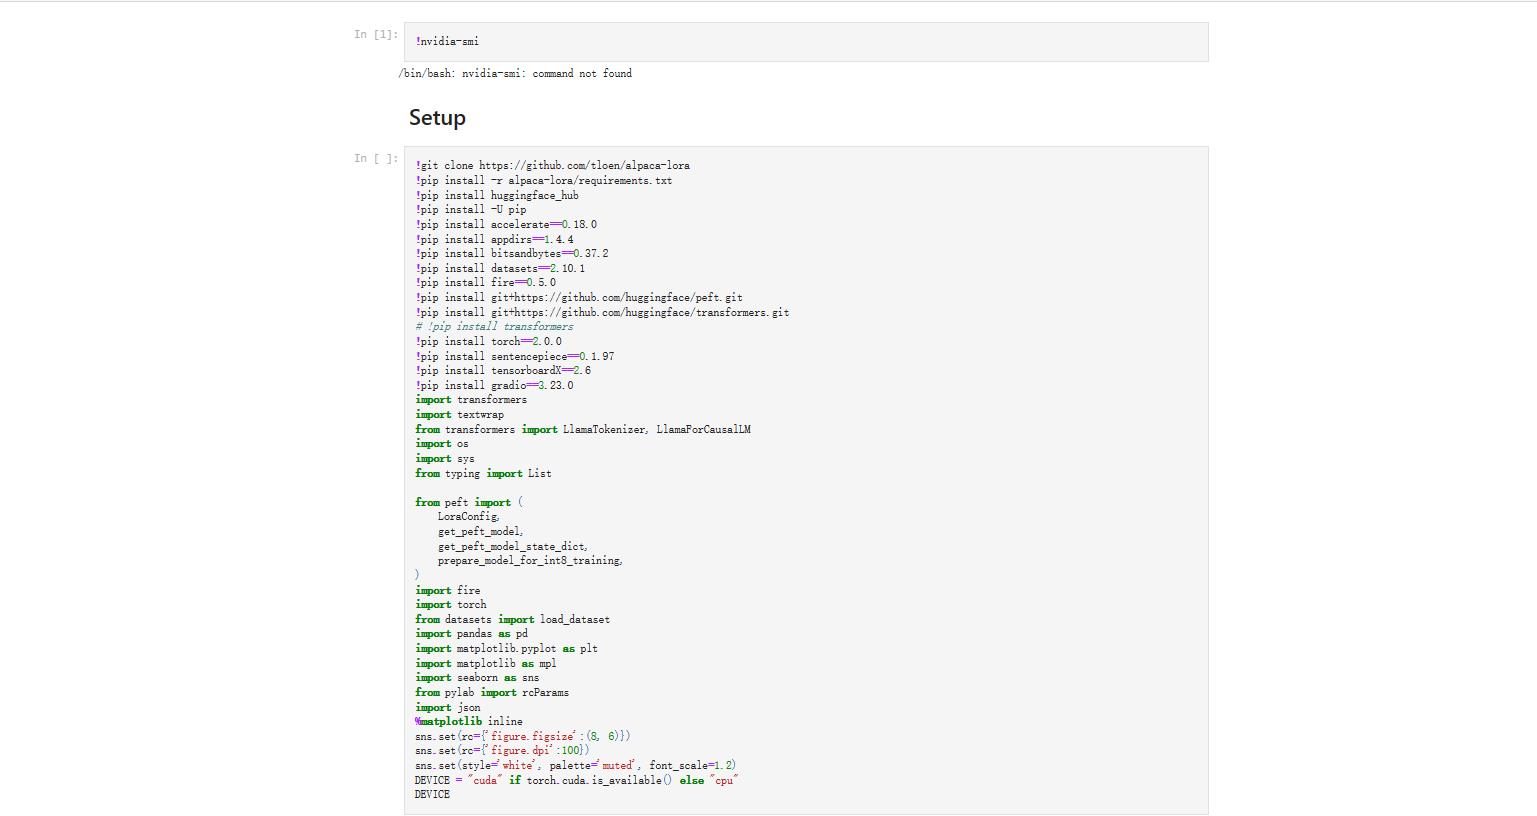 In [1]:
!nvidia-smi
/bin/bash: nvidia-smi: command not found
Setup
In [ ]:
!git clone https://github.com/tloen/alpaca-lora
!pip install -r alpaca-lora/requirements.txt
!pip install huggingface_hub
!pip install -U pip
!pip install accelerate==0.18.0
!pip install appdirs==1.4.4
!pip install bitsandbytes==0.37.2
!pip install datasets==2.10.1
!pip install fire==0.5.0
!pip install git+https://github.com/huggingface/peft.git
!pip install git+https://github.com/huggingface/transformers.git
# !pip install transformers
!pip install torch==2.0.0
!pip install sentencepiece==0.1.97
!pip install tensorboardX==2.6
!pip install gradio==3.23.0
import transformers
import textwrap
from transformers import LlamaTokenizer, LlamaForCausalLM
import os
import sys
from typing import List
from peft import (
    LoraConfig,
    get_peft_model,
    get_peft_model_state_dict,
    prepare_model_for_int8_training,
)
import fire
import torch
from datasets import load_dataset
import pandas as pd
import matplotlib.pyplot as plt
import matplotlib as mpl
import seaborn as sns
from pylab import rcParams
import json
%matplotlib inline
sns.set(rc={'figure.figsize':(8, 6)})
sns.set(rc={'figure.dpi':100})
sns.set(style='white', palette='muted', font_scale=1.2)
DEVICE = "cuda" if torch.cuda.is_available() else "cpu"
DEVICE